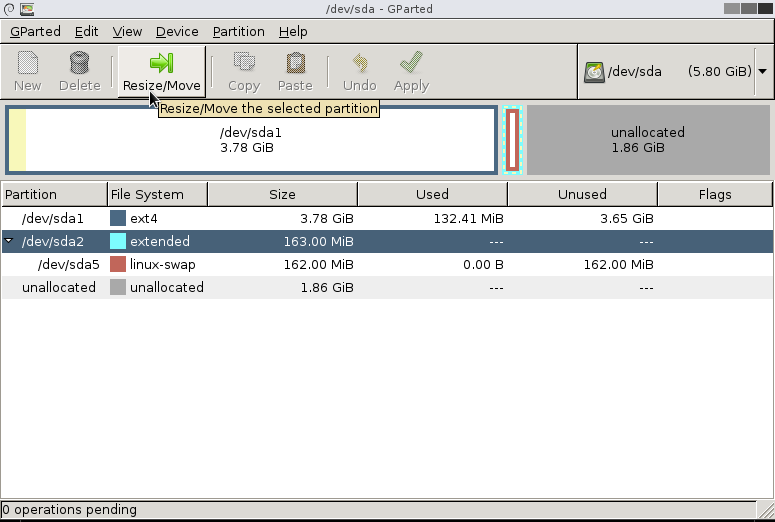 /dev/sda - GParted
GParted Edit View Device Partition Help
New Delete Resize/Move Copy Paste Undo Apply /dev/sda (5.80 GiB)
Resize/Move the selected partition
/dev/sda1
3.78 GiB
unallocated
1.86 GiB
Partition File System Size Used Unused Flags
/dev/sda1 ext4 3.78 GiB 132.41 MiB 3.65 GiB
/dev/sda2 extended 163.00 MiB --- ---
/dev/sda5 linux-swap 162.00 MiB 0.00 B 162.00 MiB
unallocated unallocated 1.86 GiB --- ---
0 operations pending